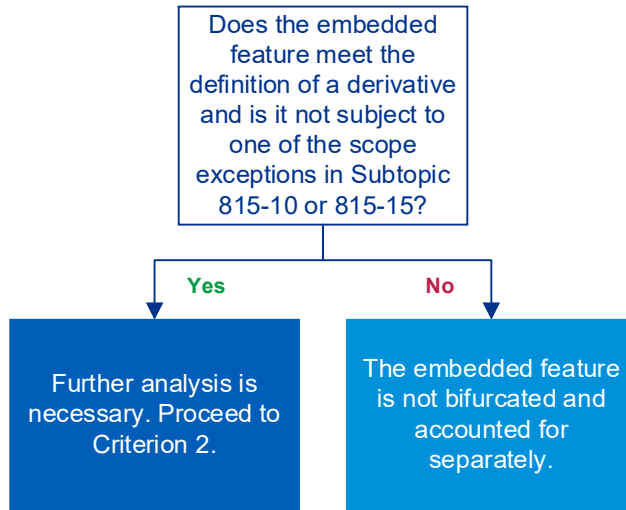 Does the embedded
feature meet the
definition of a derivative
and is it not subject to
one of the scope
exceptions in Subtopic
815-10 or 815-15?
Yes
No
Further analysis is
necessary. Proceed to
Criterion 2.
The embedded feature
is not bifurcated and
accounted for
separately.